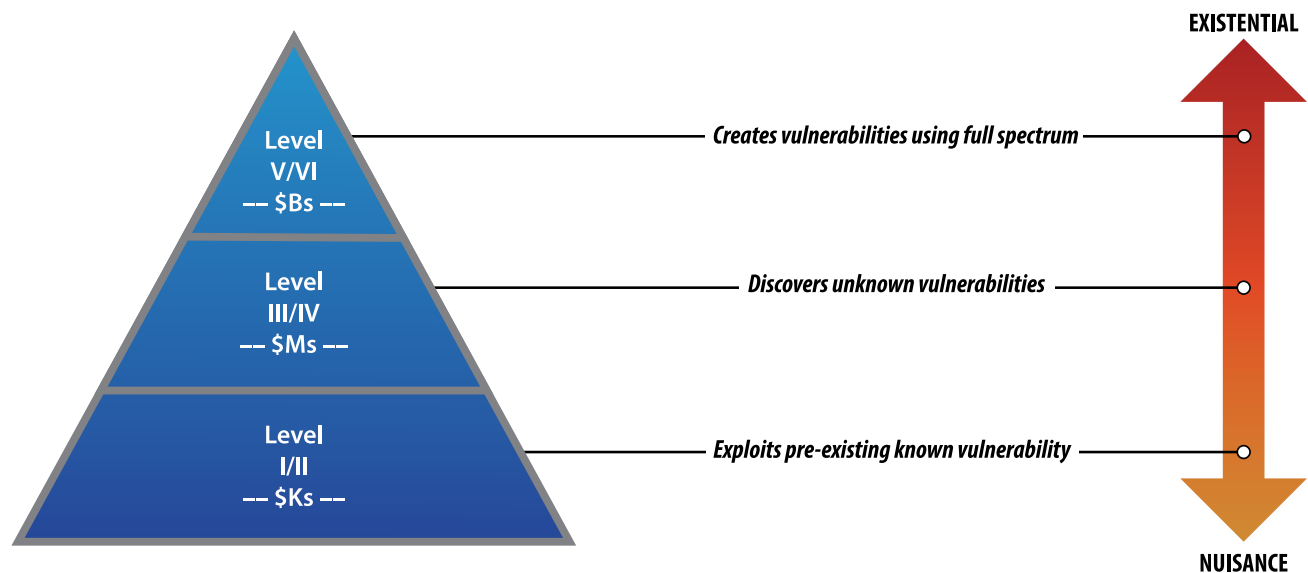 EXISTENTIAL
Level
V/VI
–– $Bs ––
Creates vulnerabilities using full spectrum
Level
III/IV
–– $Ms ––
Discovers unknown vulnerabilities
Level
I/II
–– $Ks ––
Exploits pre-existing known vulnerability
NUISANCE